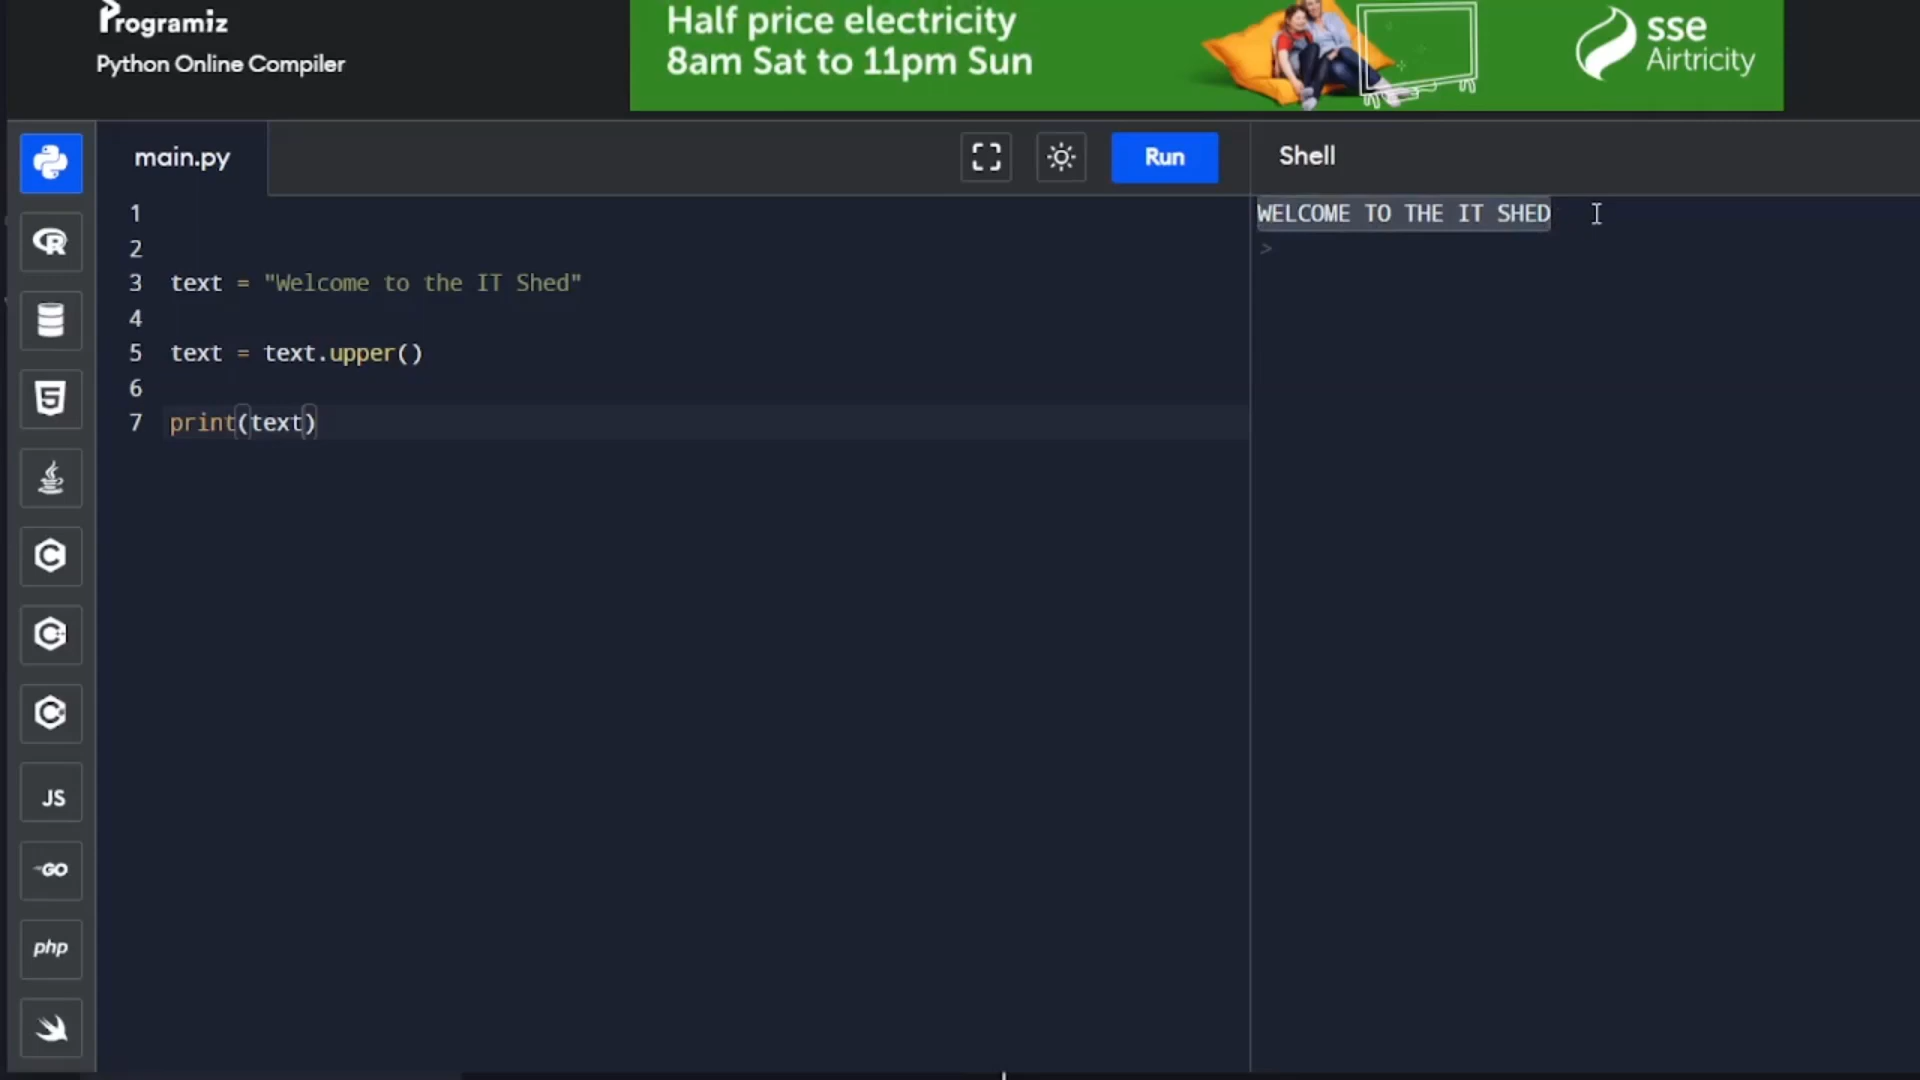 Programiz
Python Online Compiler
Half price electricity
8am Sat to 11pm Sun
sse
Airtricity
main.py
Run
Shell
1
2
3 text = "Welcome to the IT Shed"
4
5 text = text.upper()
6
7 print(text)
WELCOME TO THE IT SHED
>
R
5
C
C+
C
JS
GO
php